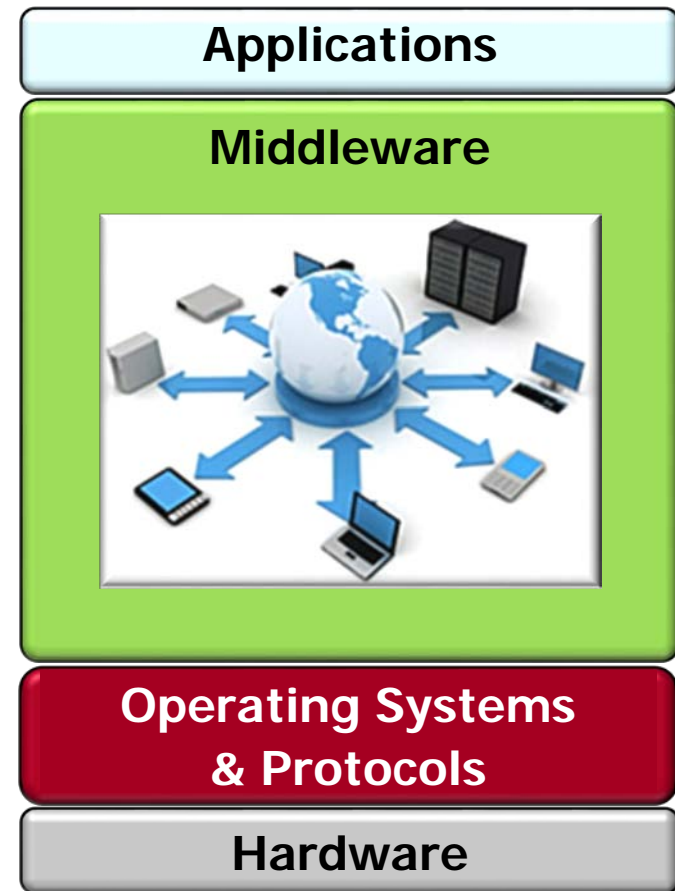 Applications
Middleware
Operating Systems
& Protocols
Hardware